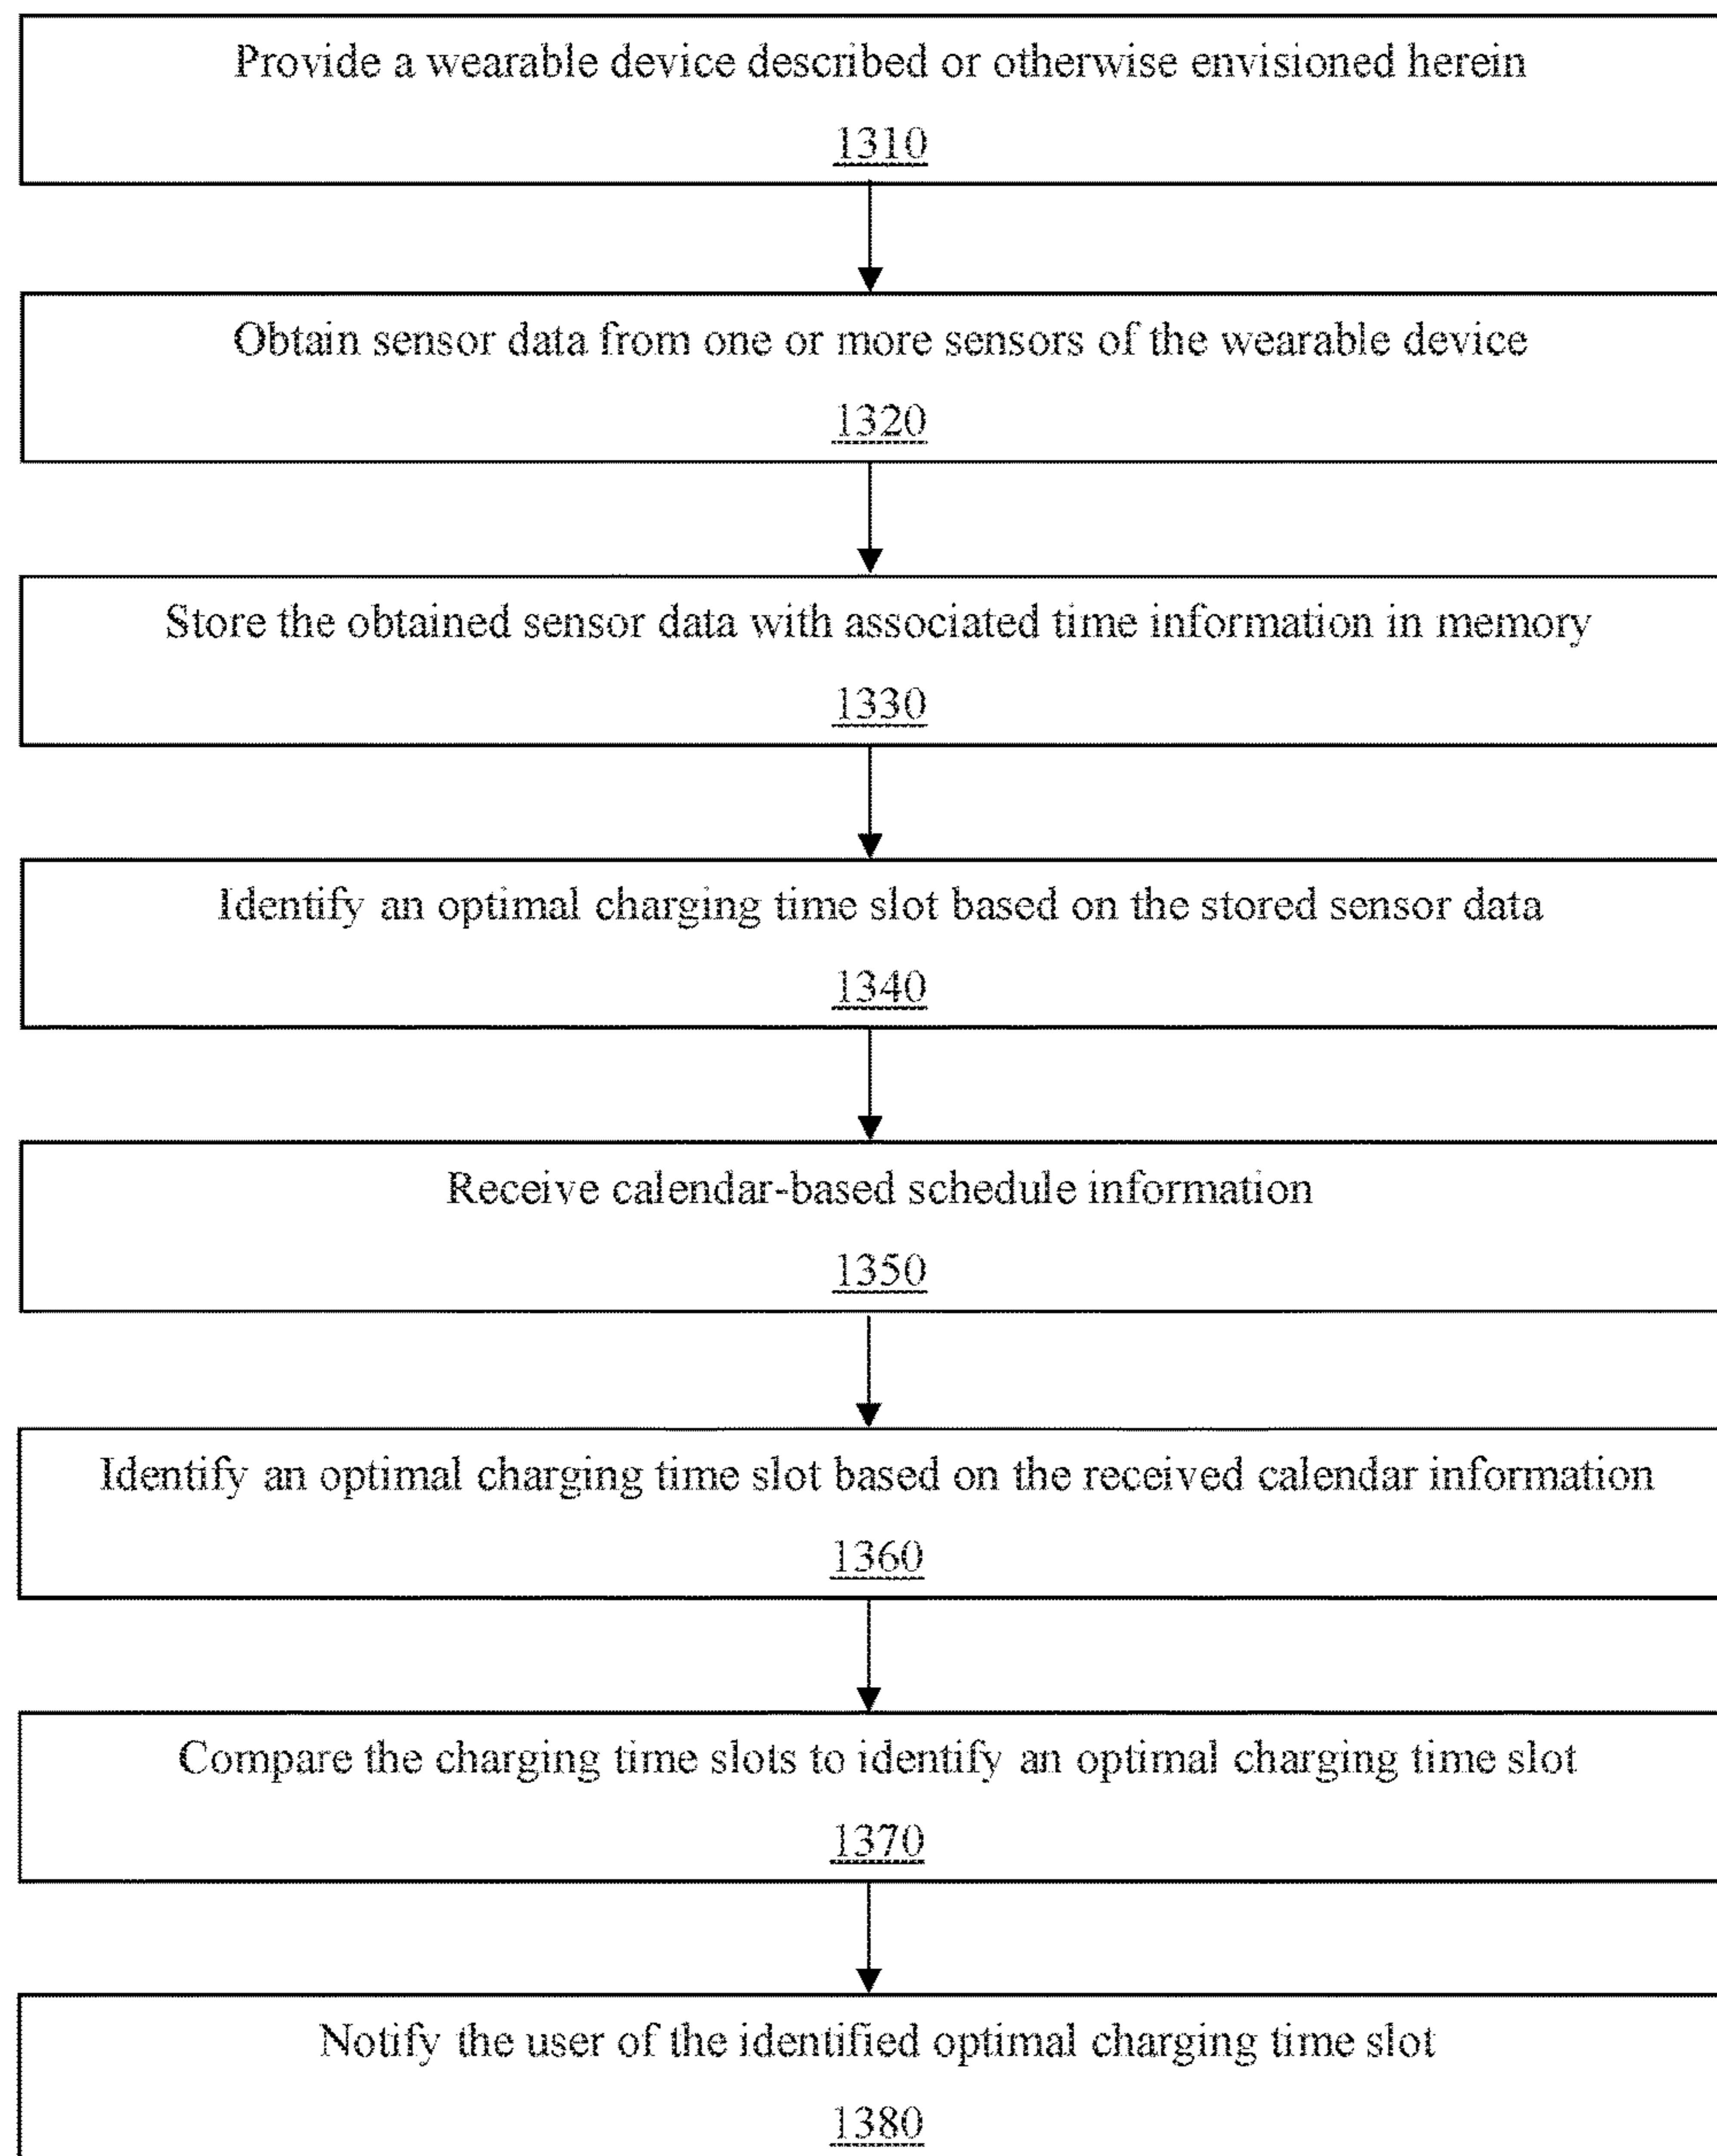 Provide a wearable device described or otherwise envisioned herein
1310
Obtain sensor data from one or more sensors of the wearable device
1320
Store the obtained sensor data with associated time information in memory
1330
Identify an optimal charging time slot based on the stored sensor data
1340
Receive calendar-based schedule information
1350
Identify an optimal charging time slot based on the received calendar information
1360
Compare the charging time slots to identify an optimal charging time slot
1370
Notify the user of the identified optimal charging time slot
1380